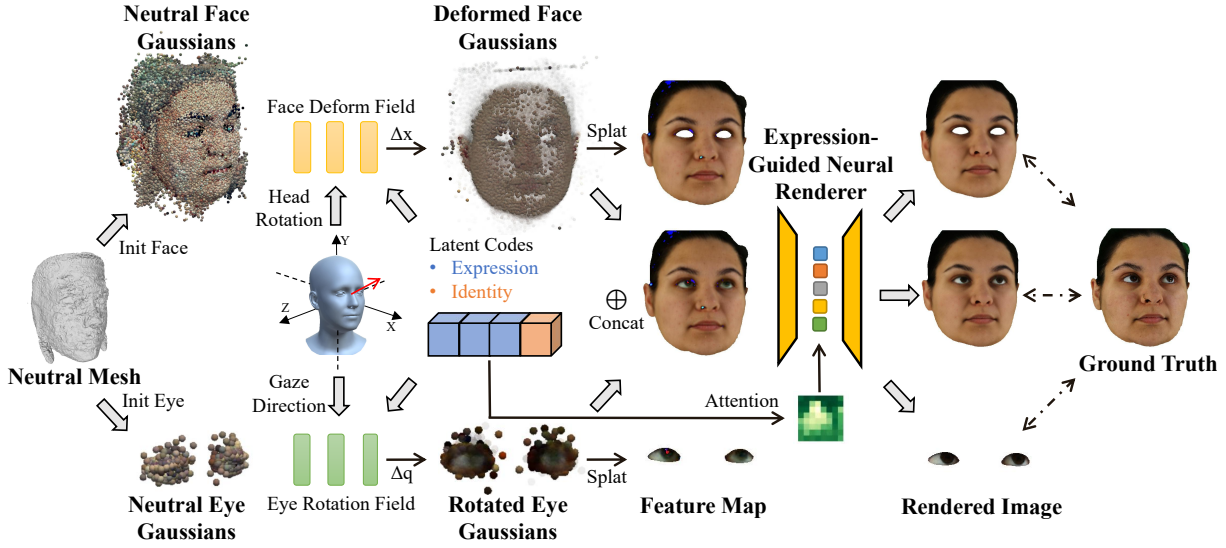 Neutral Face
Gaussians
Deformed Face
Gaussians
Face Deform Field
Δx
Splat
Expression-
Guided Neural
Renderer
Head
Rotation
Init Face
Y
Z
X
Latent Codes
• Expression
• Identity
⊕
Concat
Neutral Mesh
Ground Truth
Init Eye
Gaze
Direction
Attention
Δq
Splat
Eye Rotation Field
Neutral Eye
Gaussians
Rotated Eye
Gaussians
Feature Map
Rendered Image